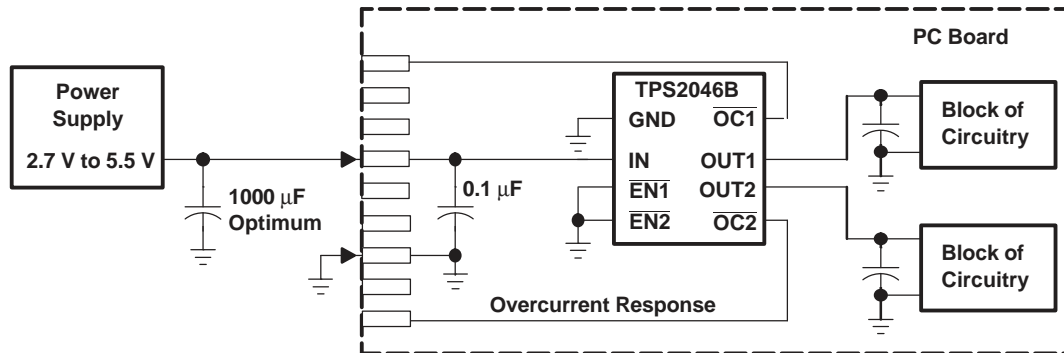 PC Board
Power
Supply
2.7 V to 5.5 V
1000 μF
Optimum
0.1 μF
TPS2046B
GND
IN
EN1
EN2
OC1
OUT1
OUT2
OC2
Block of
Circuitry
Block of
Circuitry
Overcurrent Response